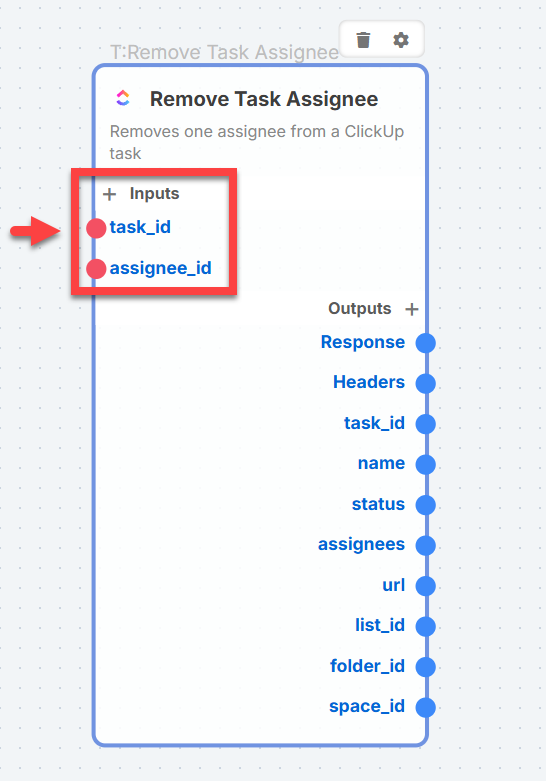 T:Remove Task Assignee
Remove Task Assignee
Removes one assignee from a ClickUp
task
+ Inputs
task_id
assignee_id
Outputs +
Response
Headers
task_id
name
status
assignees
url
list_id
folder_id
space_id